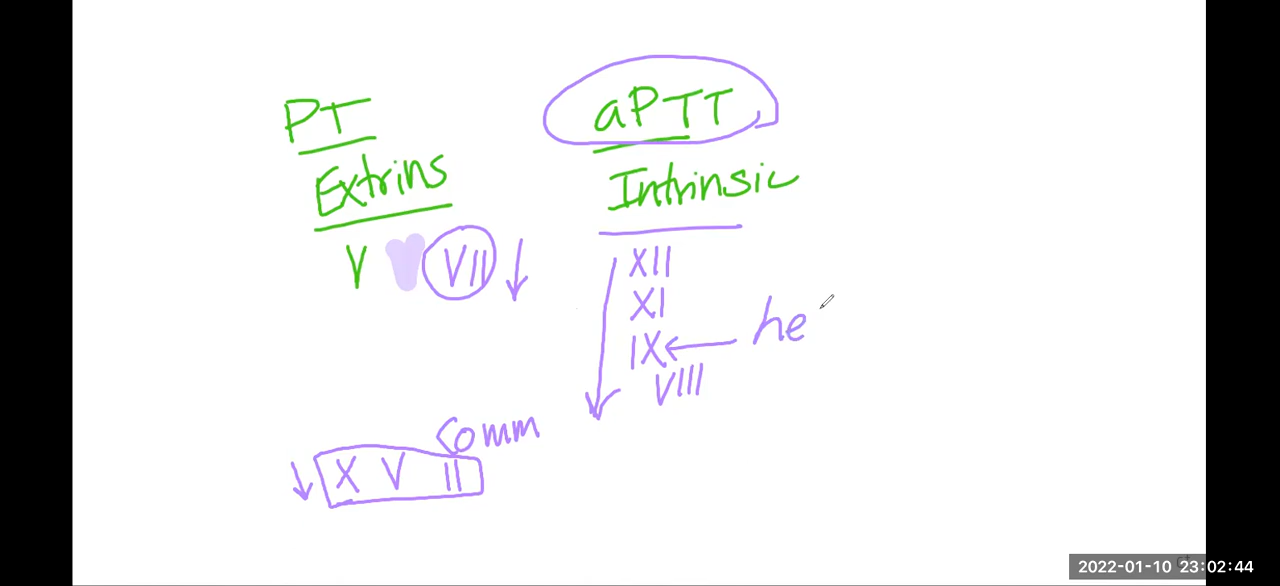 PT
aPTT
Extrins
Intrinsic
V VII ↓
XII
XI
IX ← he
VIII
Comm
↓ X V II
2022-01-10 23:02:44